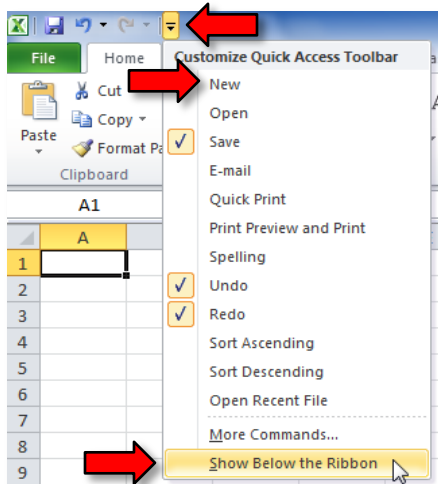 File Home Customize Quick Access Toolbar
New
Cut
Open
Copy
Paste
Save
Format Pa
E-mail
Clipboard
Quick Print
A1
Print Preview and Print
A
Spelling
1
Undo
2
Redo
3
Sort Ascending
4
Sort Descending
5
Open Recent File
6
7
More Commands...
8
Show Below the Ribbon
9